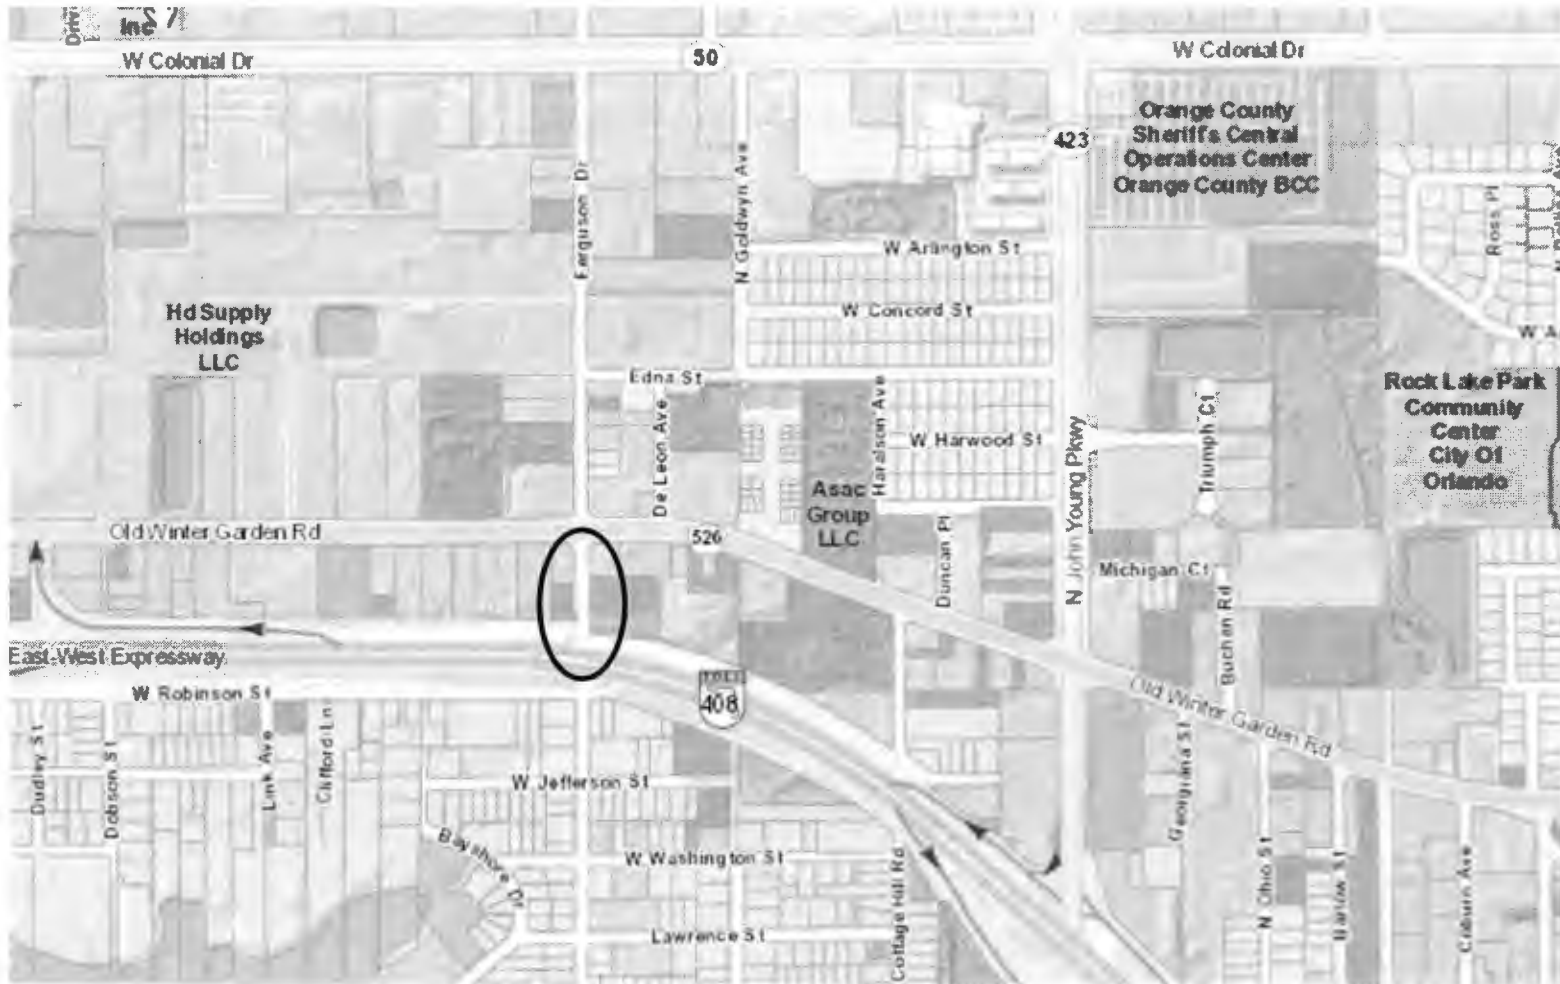 Inc
W Colonial Dr
50
W Colonial Dr
423
Orange County
Sheriff's Central
Operations Center
Orange County BCC
Ferguson Dr
N Goldwyn Ave
Ross Pl
W Arlington St
W Concord St
Hd Supply
Holdings
LLC
W A
Edna St
Rock Lake Park
Community
Center
City Of
Orlando
De Leon Ave
Haralson Ave
W Harwood St
N John Young Pkwy
Triumph Ct
Asac
Group
LLC
Old Winter Garden Rd
526
Duncan Pl
Michigan Ct
Buchan Rd
East-West Expressway
W Robinson St
TOLL
408
Old Winter Garden Rd
Dudley St
Dobson St
Link Ave
Clifford Ln
W Jefferson St
Georgiana St
Bayshore Dr
W Washington St
Cottage Hill Rd
N Ohio St
Barlow St
Coburn Ave
Lawrence St